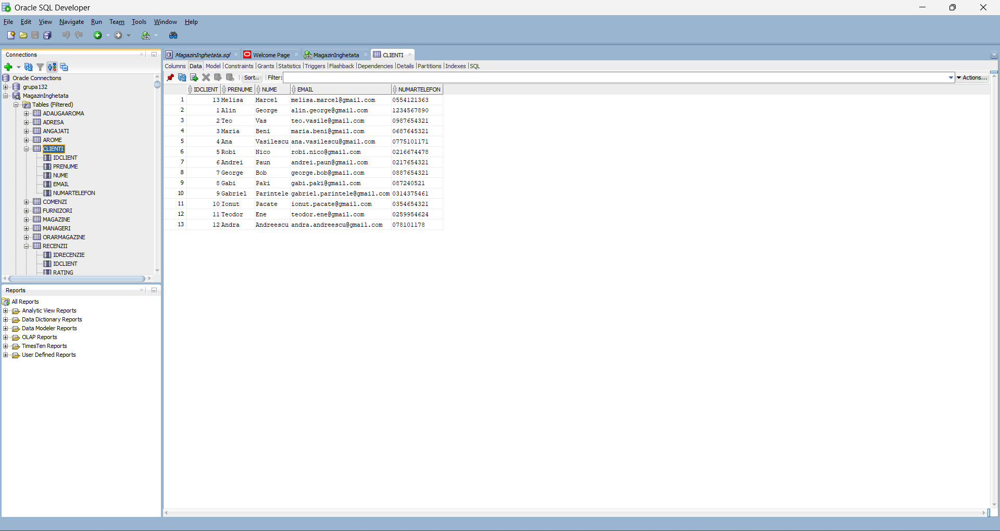 Oracle SQL Developer
File Edit View Navigate Run Team Tools Window Help
Connections
Oracle Connections
grupa132
MagazinInghetata
Tables (Filtered)
ADAUGAAROMA
ADRESA
ANGAJATI
AROME
CLIENTI
IDCLIENT
PRENUME
NUME
EMAIL
NUMARTELEFON
COMENZI
FURNIZORI
MAGAZINE
MANAGERI
ORARMAGAZINE
RECENZII
IDRECENZIE
IDCLIENT
RATING
Reports
All Reports
Analytic View Reports
Data Dictionary Reports
Data Modeler Reports
OLAP Reports
TimesTen Reports
User Defined Reports
MagazinInghetata.sql Welcome Page MagazinInghetata CLIENTI
Columns Data Model Constraints Grants Statistics Triggers Flashback Dependencies Details Partitions Indexes SQL
Sort.. Filter: Actions...
IDCLIENT PRENUME NUME EMAIL NUMARTELEFON
1 13 Melisa Marcel melisa.marcel@gmail.com 0554121363
2 1 Alin George alin.george@gmail.com 1234567890
3 2 Teo Vas teo.vasile@gmail.com 0987654321
4 3 Maria Beni maria.beni@gmail.com 0687645321
5 4 Ana Vasilescu ana.vasilescu@gmail.com 0775101171
6 5 Robi Nico robi.nico@gmail.com 0216674478
7 6 Andrei Paun andrei.paun@gmail.com 0217654321
8 7 George Bob george.bob@gmail.com 0887654321
9 8 Gabi Paki gabi.paki@gmail.com 087240521
10 9 Gabriel Parintele gabriel.parintele@gmail.com 0314375461
11 10 Ionut Pacate ionut.pacate@gmail.com 0354654321
12 11 Teodor Ene teodor.ene@gmail.com 0259954624
13 12 Andra Andreescu andra.andreescu@gmail.com 078101178